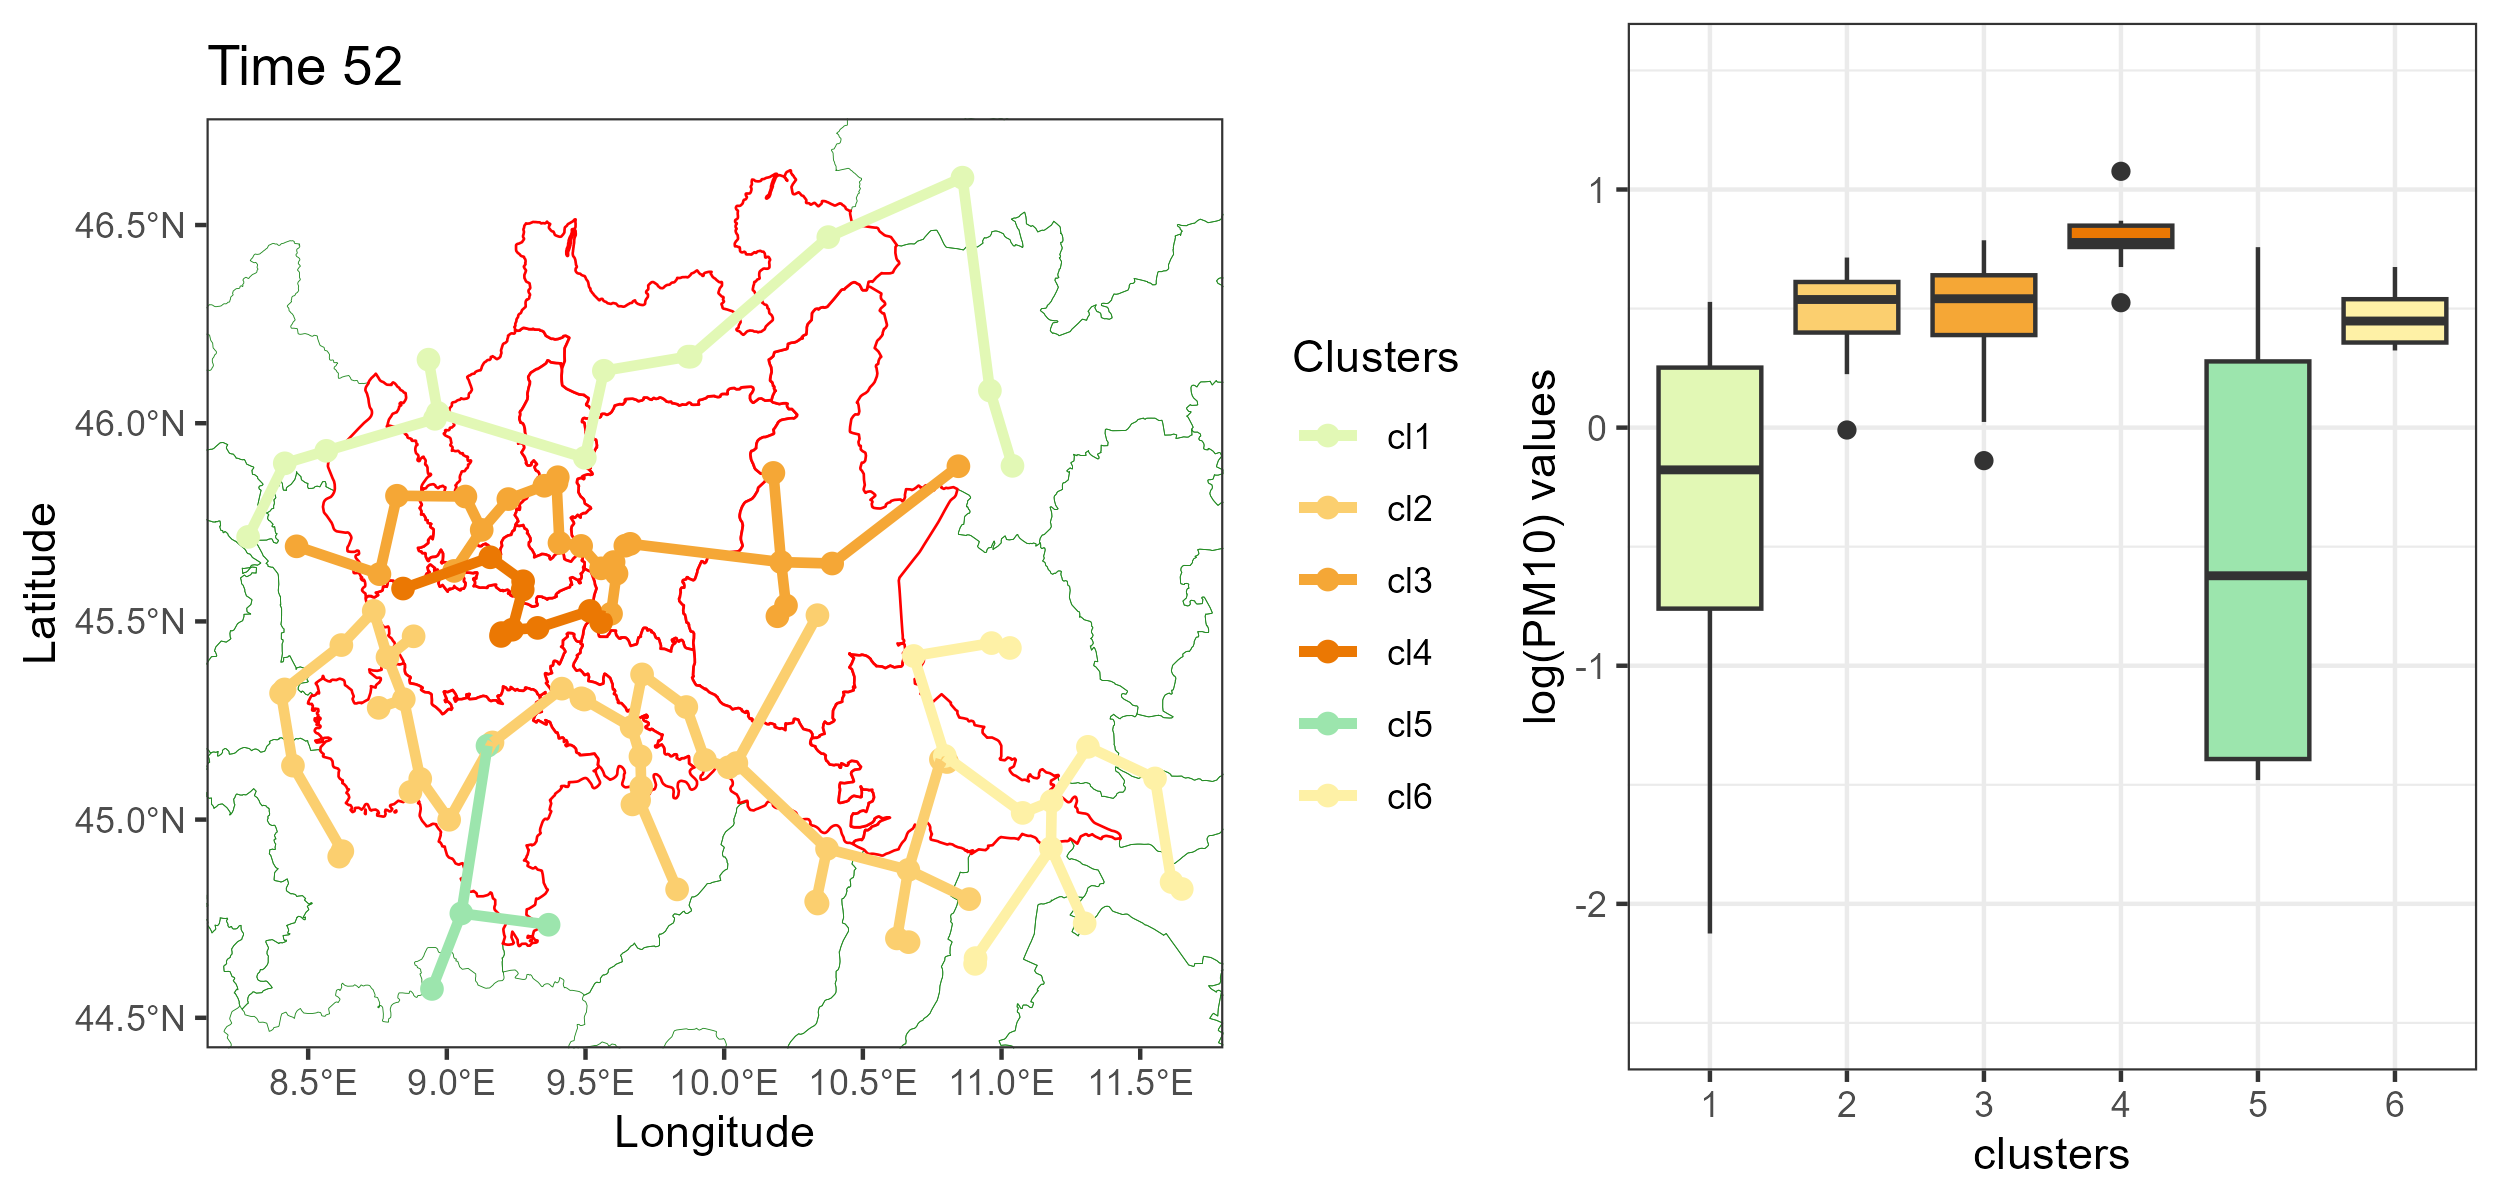 Time 52
Latitude
46.5°N
46.0°N
45.5°N
45.0°N
44.5°N
8.5°E 9.0°E 9.5°E 10.0°E 10.5°E 11.0°E 11.5°E
Longitude
Clusters
cl1
cl2
cl3
cl4
cl5
cl6
log(PM10) values
1
0
-1
-2
1 2 3 4 5 6
clusters